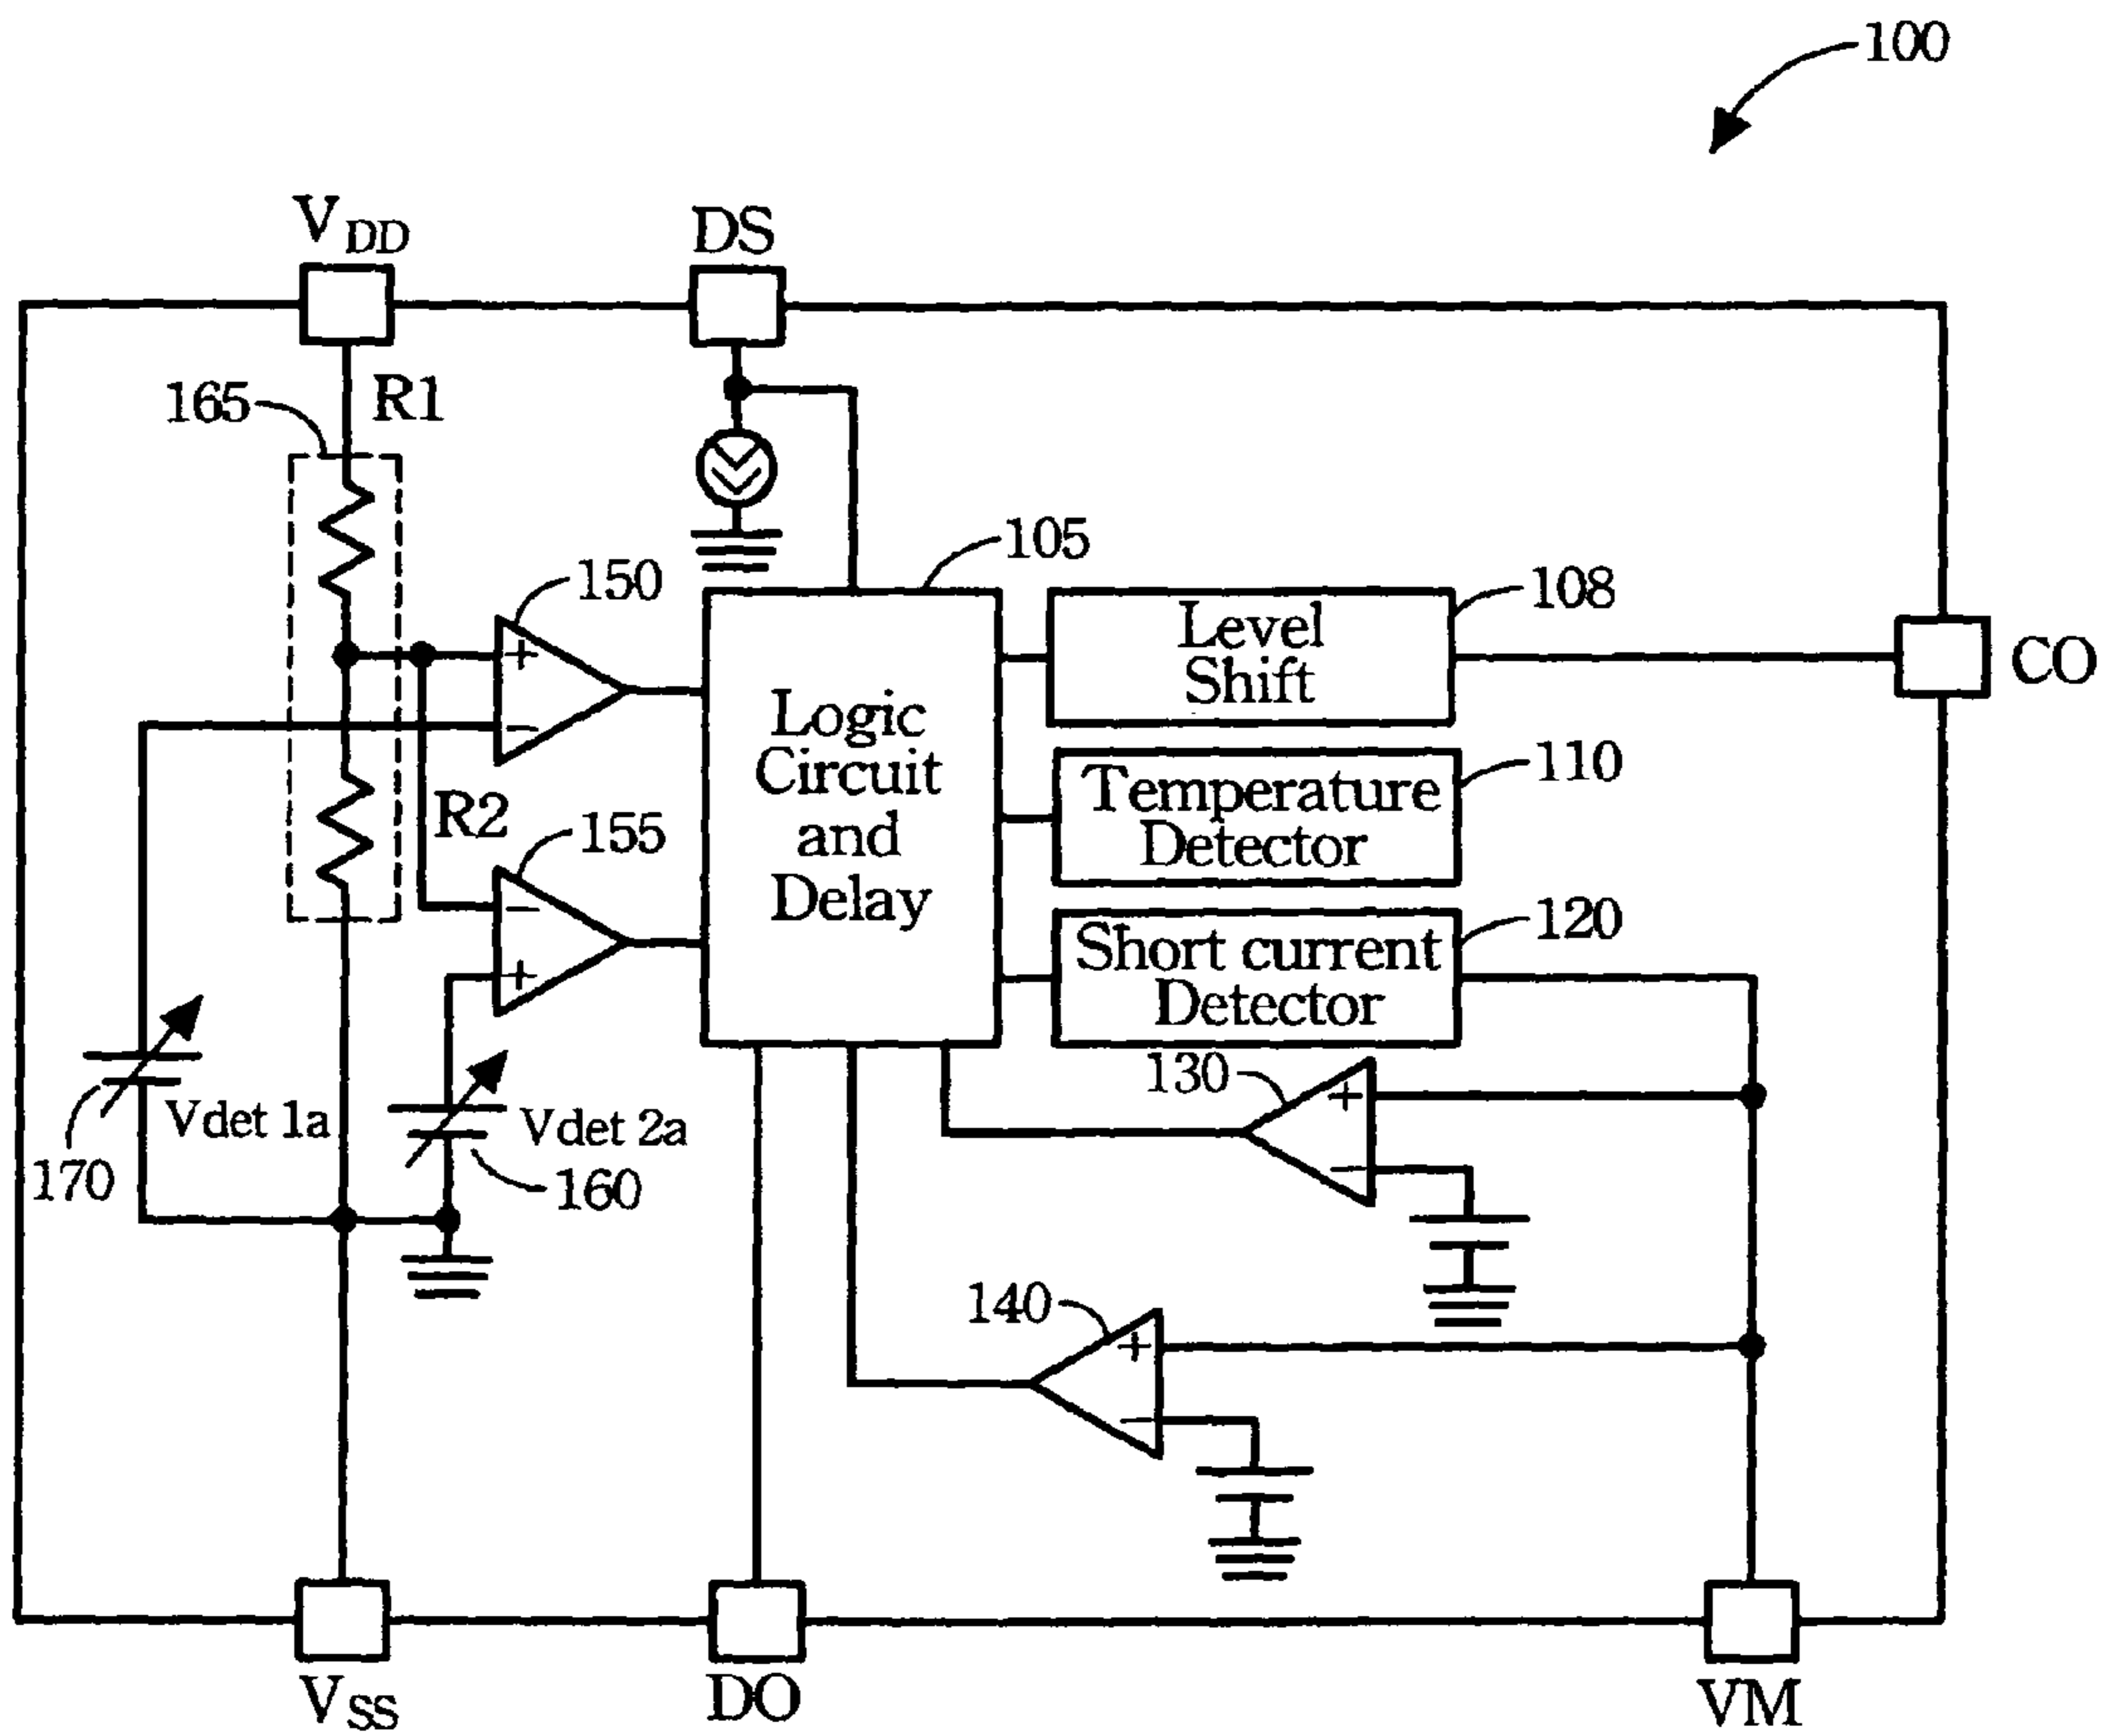 100
VDD
DS
165
R1
105
150
108
Level
Shift
CO
+
−
Logic
Circuit
and
Delay
110
Temperature
Detector
R2
155
−
+
120
Short current
Detector
130
+
−
Vdet 1a
Vdet 2a
170
160
140
+
−
VSS
DO
VM